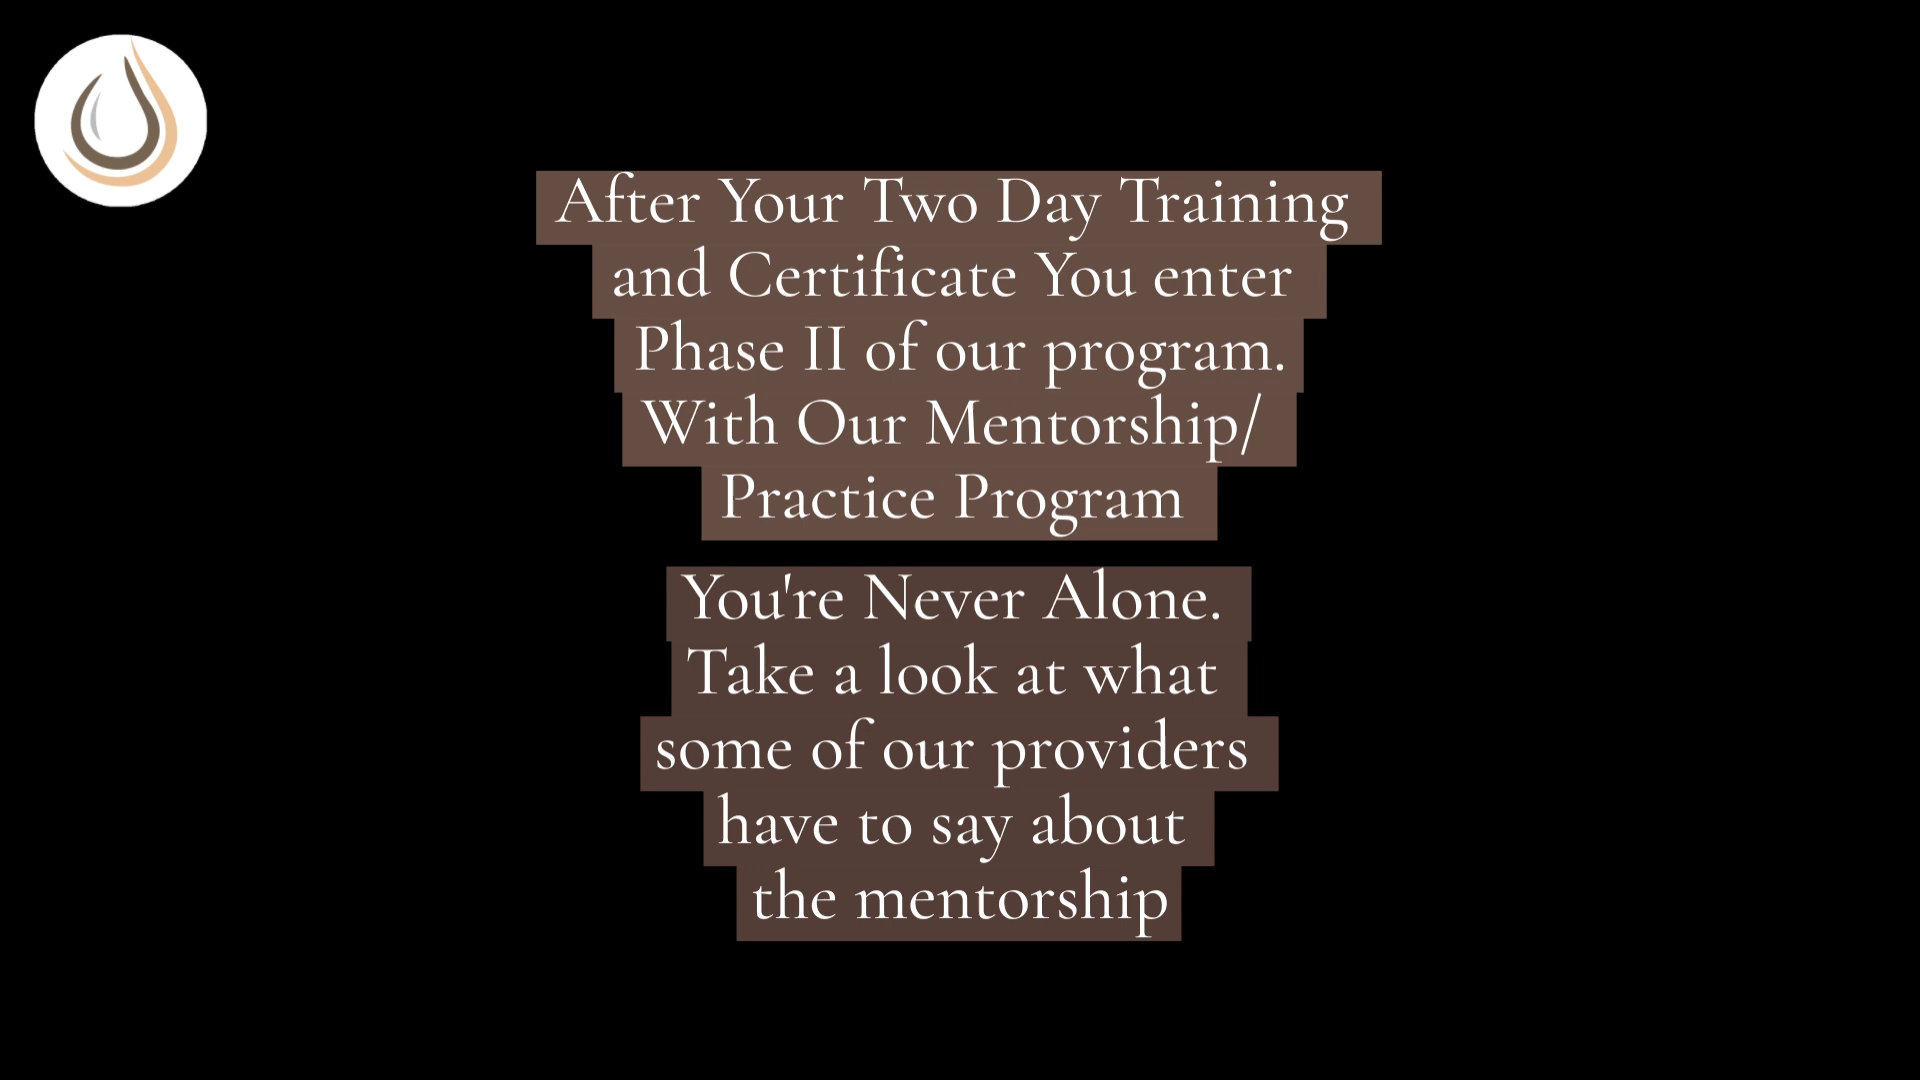 After Your Two Day Training
and Certificate You enter
Phase II of our program.
With Our Mentorship/
Practice Program
You're Never Alone.
Take a look at what
some of our providers
have to say about
the mentorship